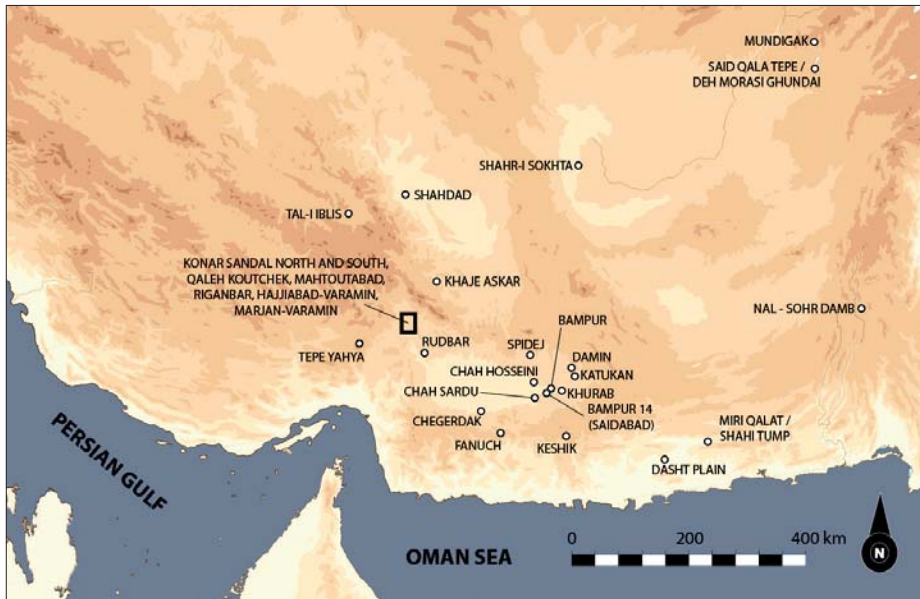 MUNDIGAK
SAID QALA TEPE /
DEH MORASI GHUNDAI
SHAHR-I SOKHTA
SHAHDAD
TAL-I IBLIS
KONAR SANDAL NORTH AND SOUTH,
QALEH KOUTCHEK, MAHTOUTABAD,
RIGANBAR, HAJJIABAD-VARAMIN,
MARJAN-VARAMIN
KHAJE ASKAR
NAL - SOHR DAMB
BAMPUR
RUDBAR
SPIDEJ
TEPE YAHYA
DAMIN
CHAH HOSSEINI
KATUKAN
CHAH SARDU
KHURAB
CHEGERDAK
BAMPUR 14
(SAIDABAD)
MIRI QALAT /
SHAHI TUMP
FANUCH
KESHIK
DASHT PLAIN
PERSIAN GULF
OMAN SEA
0 200 400 km
N